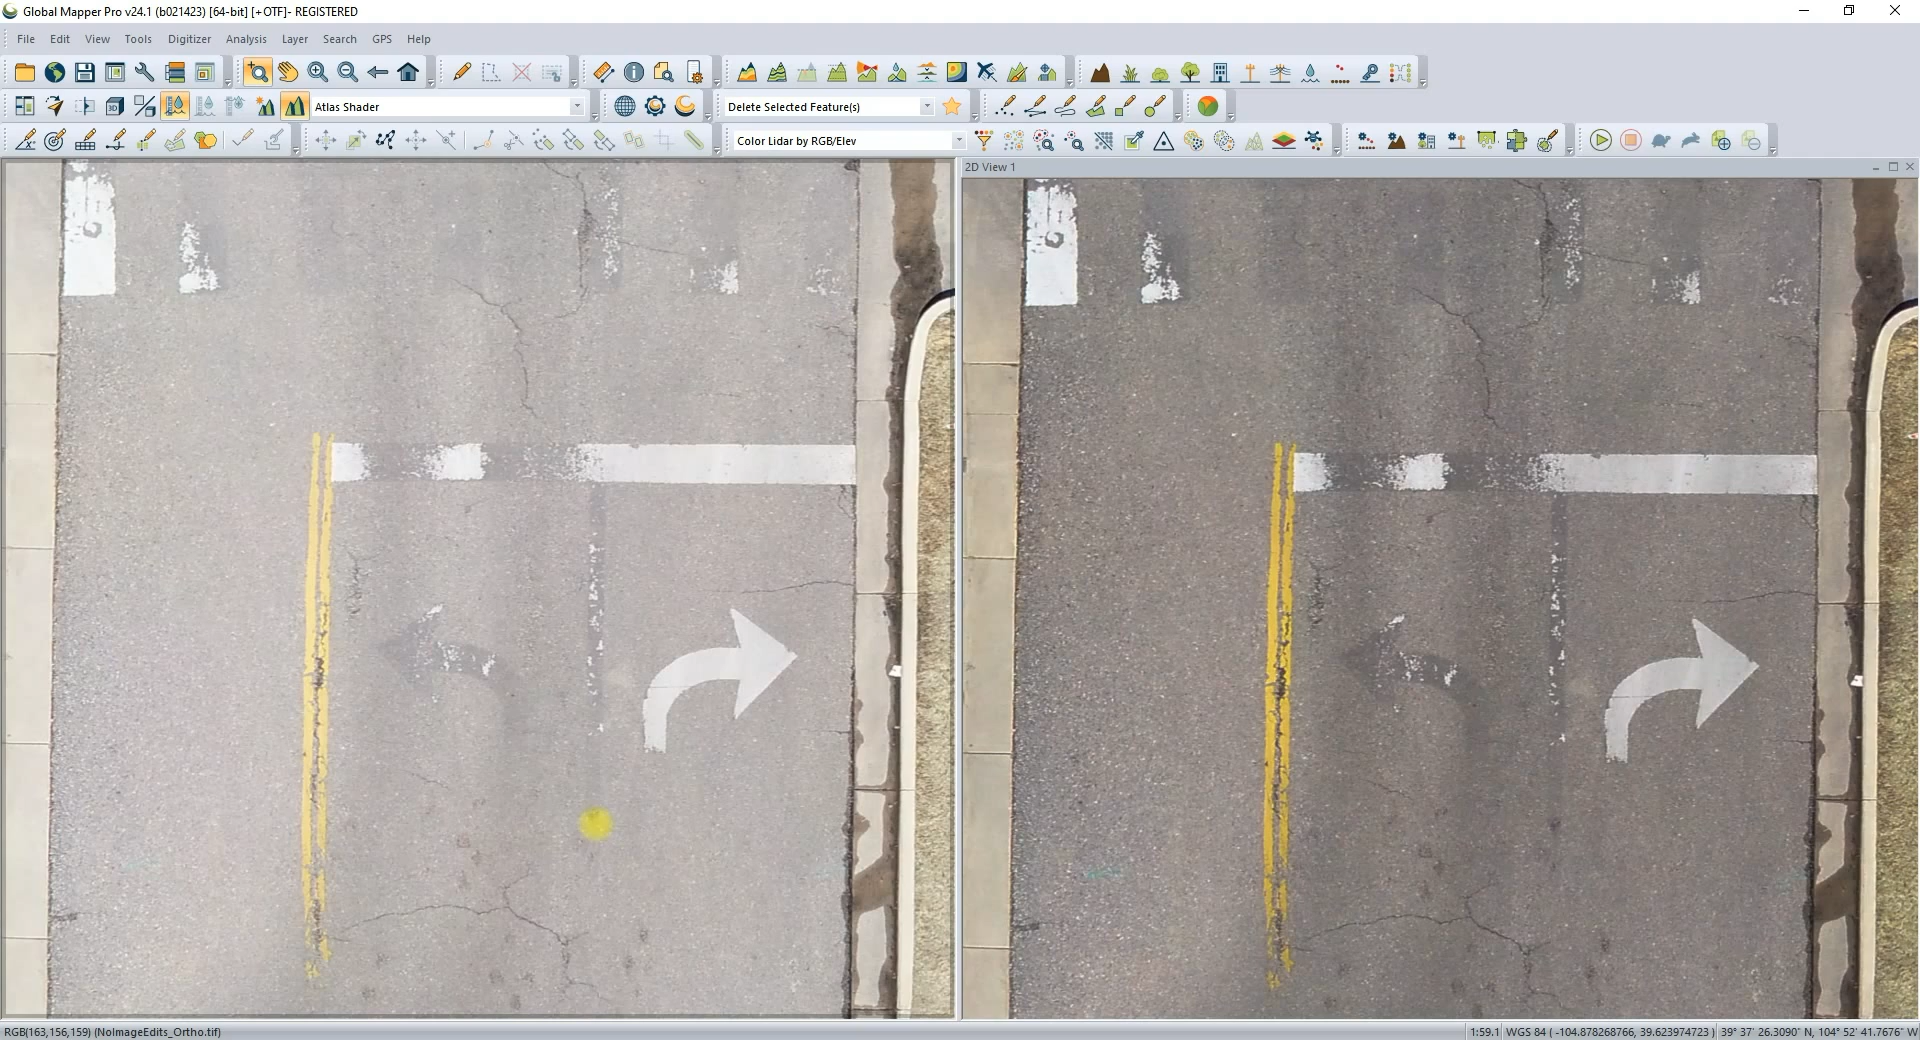 Global Mapper Pro v24.1 (b021423) [64-bit] [+OTF]- REGISTERED
File Edit View Tools Digitizer Analysis Layer Search GPS Help
Atlas Shader
Delete Selected Feature(s)
Color Lidar by RGB/Elev
2D View 1
RGB(163,156,159) (NoImageEdits_Ortho.tif)
1:59.1 WGS 84 ( -104.878268766, 39.623974723 ) 39° 37' 26.3090" N, 104° 52' 41.7676" W